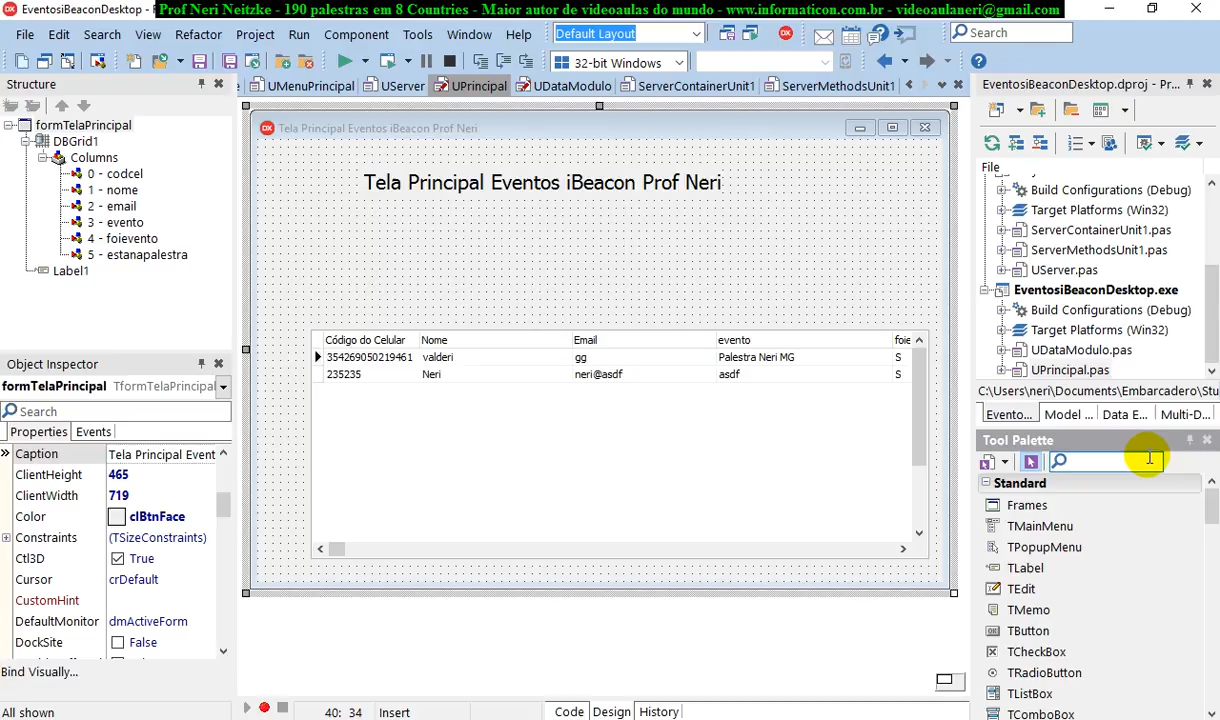 EventosiBeaconDesktop -
Prof Neri Neitzke - 190 palestras em 8 Countries - Maior autor de videoaulas do mundo - www.informaticon.com.br - videoaulaneri@gmail.com
File Edit Search View Refactor Project Run Component Tools Window Help
Default Layout
Search
32-bit Windows
Structure
UMenuPrincipal UServer UPrincipal UDataModulo ServerContainerUnit1 ServerMethodsUnit1
EventosiBeaconDesktop.dproj - Pr...
formTelaPrincipal
DBGrid1
Columns
0 - codcel
1 - nome
2 - email
3 - evento
4 - foievento
5 - estanapalestra
Label1
Tela Principal Eventos iBeacon Prof Neri
Tela Principal Eventos iBeacon Prof Neri
Código do Celular Nome Email evento foie
354269050219461 valderi gg Palestra Neri MG S
235235 Neri neri@asdf asdf S
File
Build Configurations (Debug)
Target Platforms (Win32)
ServerContainerUnit1.pas
ServerMethodsUnit1.pas
UServer.pas
EventosiBeaconDesktop.exe
Build Configurations (Debug)
Target Platforms (Win32)
UDataModulo.pas
UPrincipal.pas
C:\Users\neri\Documents\Embarcadero\Stu
Evento... Model ... Data E... Multi-D...
Object Inspector
formTelaPrincipal TformTelaPrincipal
Search
Properties Events
Caption Tela Principal Event
ClientHeight 465
ClientWidth 719
Color clBtnFace
Constraints (TSizeConstraints)
Ctl3D True
Cursor crDefault
CustomHint
DefaultMonitor dmActiveForm
DockSite False
Bind Visually...
All shown
Tool Palette
Standard
Frames
TMainMenu
TPopupMenu
TLabel
TEdit
TMemo
TButton
TCheckBox
TRadioButton
TListBox
TComboBox
40: 34 Insert
Code Design History